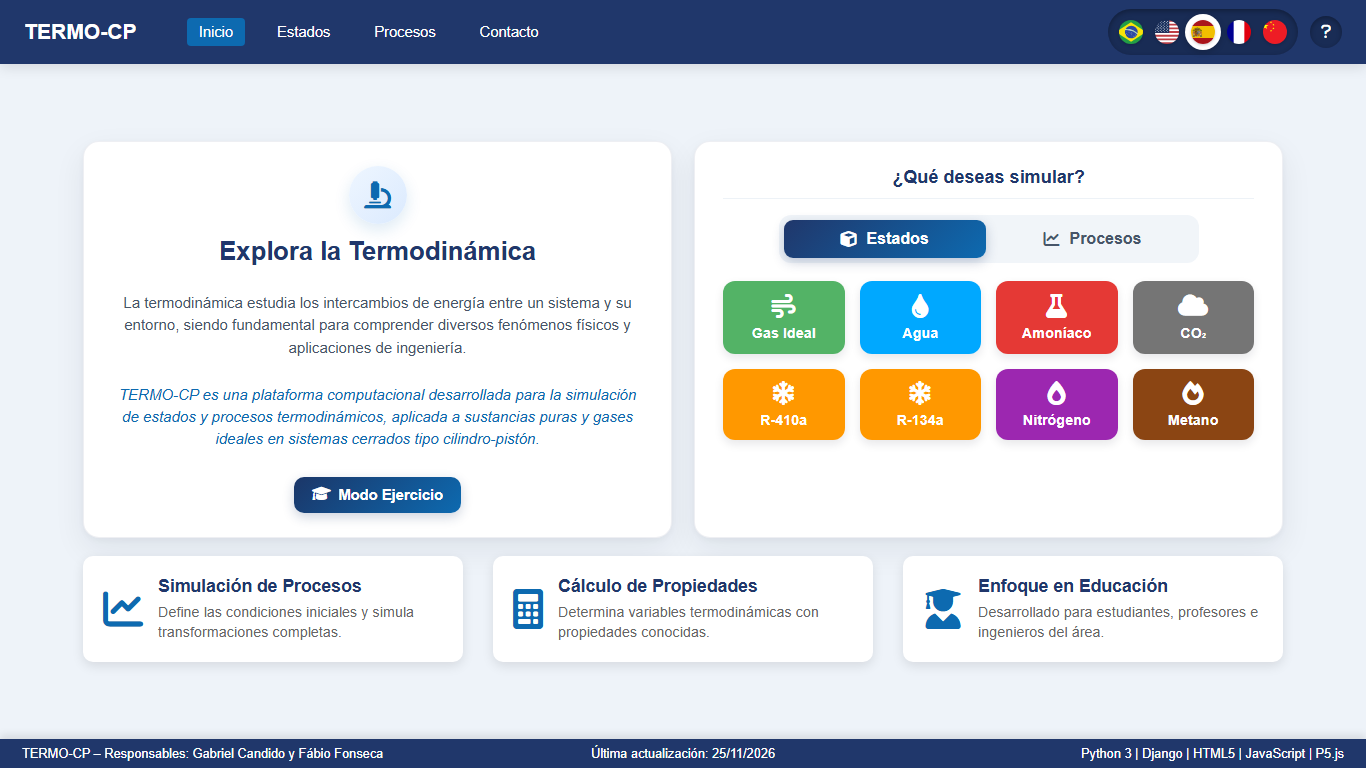 TERMO-CP
Inicio
Estados
Procesos
Contacto
?
Explora la Termodinámica
La termodinámica estudia los intercambios de energía entre un sistema y su
entorno, siendo fundamental para comprender diversos fenómenos físicos y
aplicaciones de ingeniería.
TERMO-CP es una plataforma computacional desarrollada para la simulación
de estados y procesos termodinámicos, aplicada a sustancias puras y gases
ideales en sistemas cerrados tipo cilindro-pistón.
Modo Ejercicio
¿Qué deseas simular?
Estados
Procesos
Gas Ideal
Agua
Amoníaco
CO₂
R-410a
R-134a
Nitrógeno
Metano
Simulación de Procesos
Define las condiciones iniciales y simula
transformaciones completas.
Cálculo de Propiedades
Determina variables termodinámicas con
propiedades conocidas.
Enfoque en Educación
Desarrollado para estudiantes, profesores e
ingenieros del área.
TERMO-CP – Responsables: Gabriel Candido y Fábio Fonseca
Última actualización: 25/11/2026
Python 3 | Django | HTML5 | JavaScript | P5.js